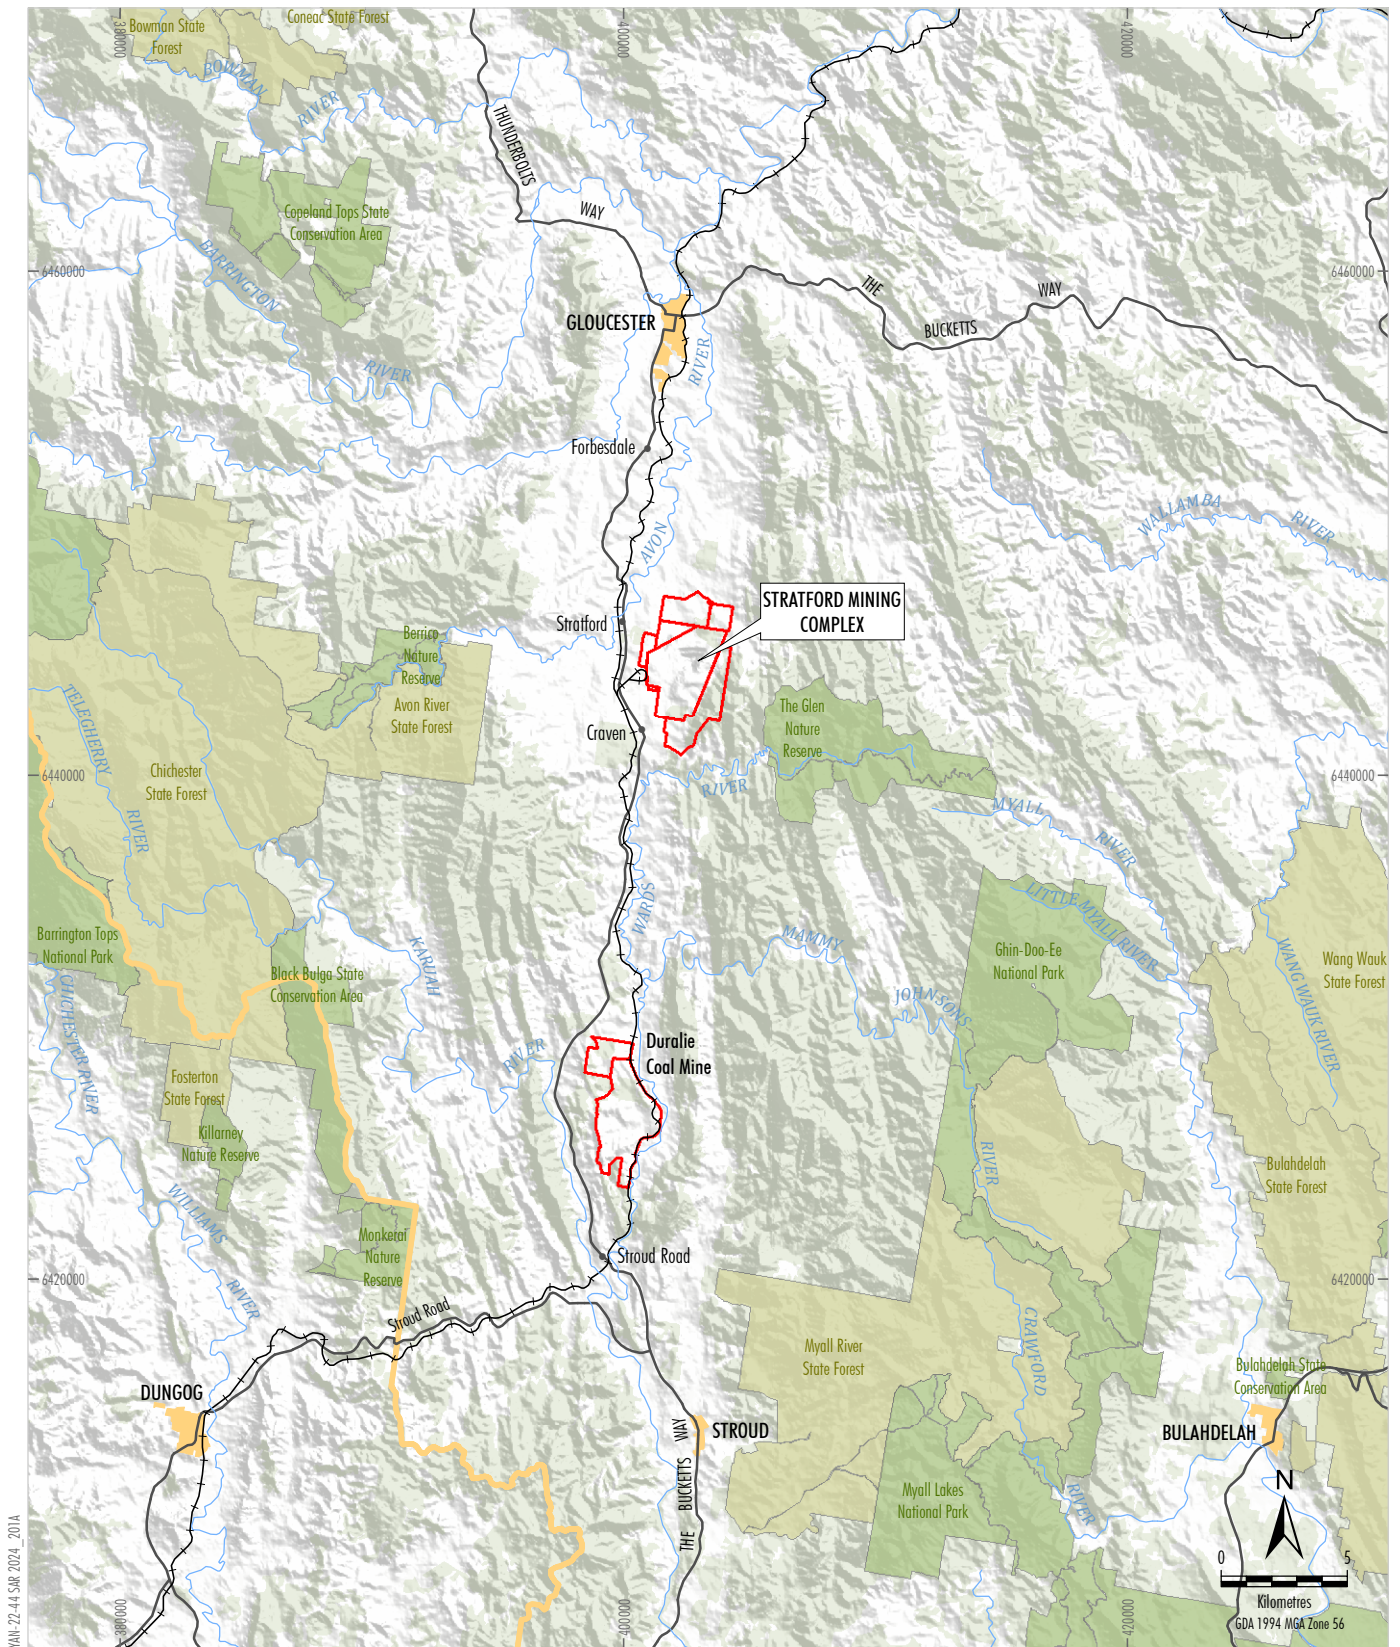 Coneac State Forest
Bowman State
Forest
380000
400000
420000
BOWMAN
RIVER
THUNDERBOLTS
WAY
Copeland Tops State
Conservation Area
BARRINGTON
RIVER
6460000
6460000
THE
BUCKETTS
WAY
GLOUCESTER
RIVER
Forbesdale
AVON
WALLAMBA
RIVER
STRATFORD MINING
COMPLEX
Stratford
Berrico
Nature
Reserve
Avon River
State Forest
TELEGHERRY
RIVER
Craven
The Glen
Nature
Reserve
Chichester
State Forest
6440000
6440000
RIVER
MYALL
RIVER
WARDS
LITTLE MYALL RIVER
Barrington Tops
National Park
KARUAH
MAMMY
Ghin-Doo-Ee
National Park
Wang Wauk
State Forest
WANG WAUK RIVER
Black Bulga State
Conservation Area
CHICHESTER RIVER
JOHNSONS
RIVER
Duralie
Coal Mine
Fosterton
State Forest
Killarney
Nature Reserve
RIVER
Bulahdelah
State Forest
WILLIAMS
RIVER
Monkerai
Nature
Reserve
Stroud Road
6420000
6420000
Stroud Road
CRAWFORD
Myall River
State Forest
Bulahdelah State
Conservation Area
DUNGOG
WAY
STROUD
BULAHDELAH
BUCKETTS
THE
Myall Lakes
National Park
RIVER
N
0
5
Kilometres
GDA 1994 MGA Zone 56
380000
400000
420000
YAN-22-44 SAR 2024_201A